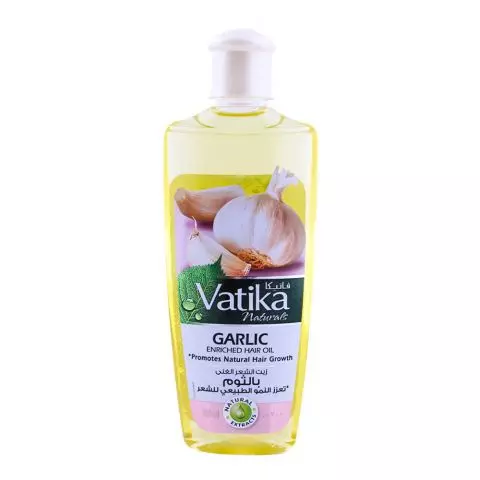 ڤاتيكا
Vatika
Naturals
GARLIC
ENRICHED HAIR OIL
*Promotes Natural Hair Growth
زيت الشعر الغني
بالثوم
*تعزز النمو الطبيعي للشعر
NATURAL
EXTRACTS